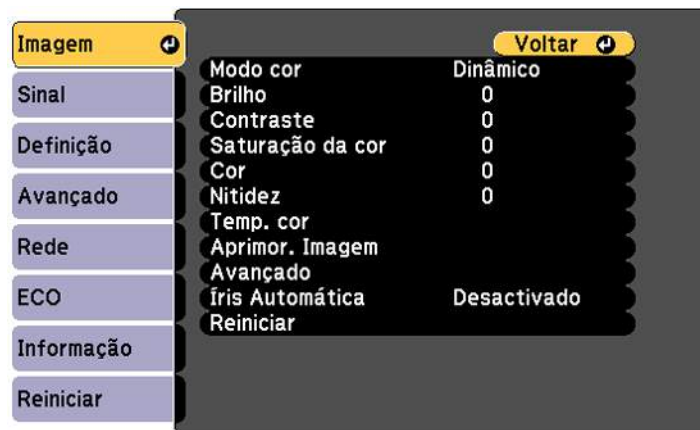 Imagem
Sinal
Definição
Avançado
Rede
ECO
Informação
Reiniciar
Voltar
Modo cor Dinâmico
Brilho 0
Contraste 0
Saturação da cor 0
Cor 0
Nitidez 0
Temp. cor
Aprimor. Imagem
Avançado
Íris Automática Desactivado
Reiniciar